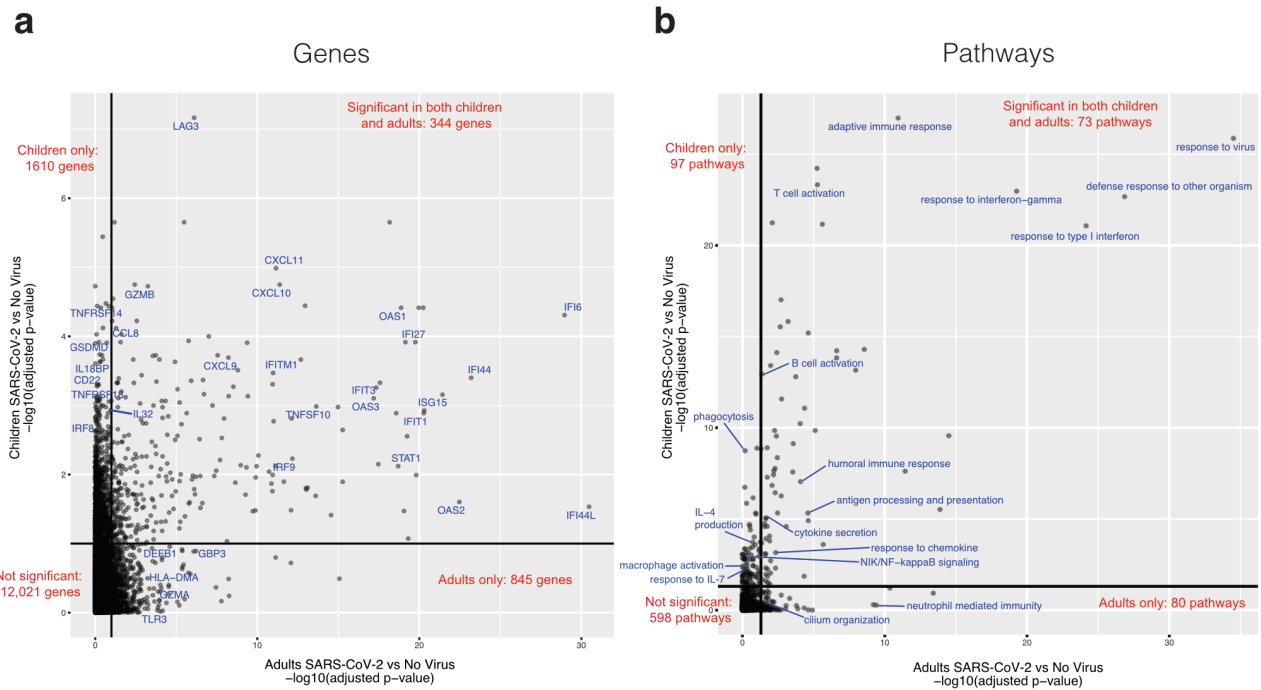 a
Genes
Significant in both children
and adults: 344 genes
Children only:
1610 genes
LAG3
CXCL11
CXCL10
GZMB
TNFRSF14
CCL8
OAS1
IFI6
IFI27
GSDMD
IL18BP
CD22
CXCL9
IFITM1
IFI44
TNFRSF13
IFIT3
OAS3
ISG15
IL32
TNFSF10
IFIT1
IRF8
STAT1
IRF9
OAS2
IFI44L
DEFB1
GBP3
HLA−DMA
GZMA
TLR3
Not significant:
12,021 genes
Adults only: 845 genes
6
4
2
0
0
10
20
30
Children SARS-CoV-2 vs No Virus
−log10(adjusted p−value)
Adults SARS-CoV-2 vs No Virus
−log10(adjusted p−value)
b
Pathways
Significant in both children
and adults: 73 pathways
Children only:
97 pathways
adaptive immune response
response to virus
T cell activation
defense response to other organism
response to interferon−gamma
response to type I interferon
B cell activation
phagocytosis
humoral immune response
antigen processing and presentation
IL−4
production
cytokine secretion
response to chemokine
NIK/NF−kappaB signaling
macrophage activation
response to IL-7
neutrophil mediated immunity
cilium organization
Not significant:
598 pathways
Adults only: 80 pathways
20
10
0
0
10
20
30
Children SARS-CoV-2 vs No Virus
−log10(adjusted p−value)
Adults SARS-CoV-2 vs No Virus
−log10(adjusted p−value)